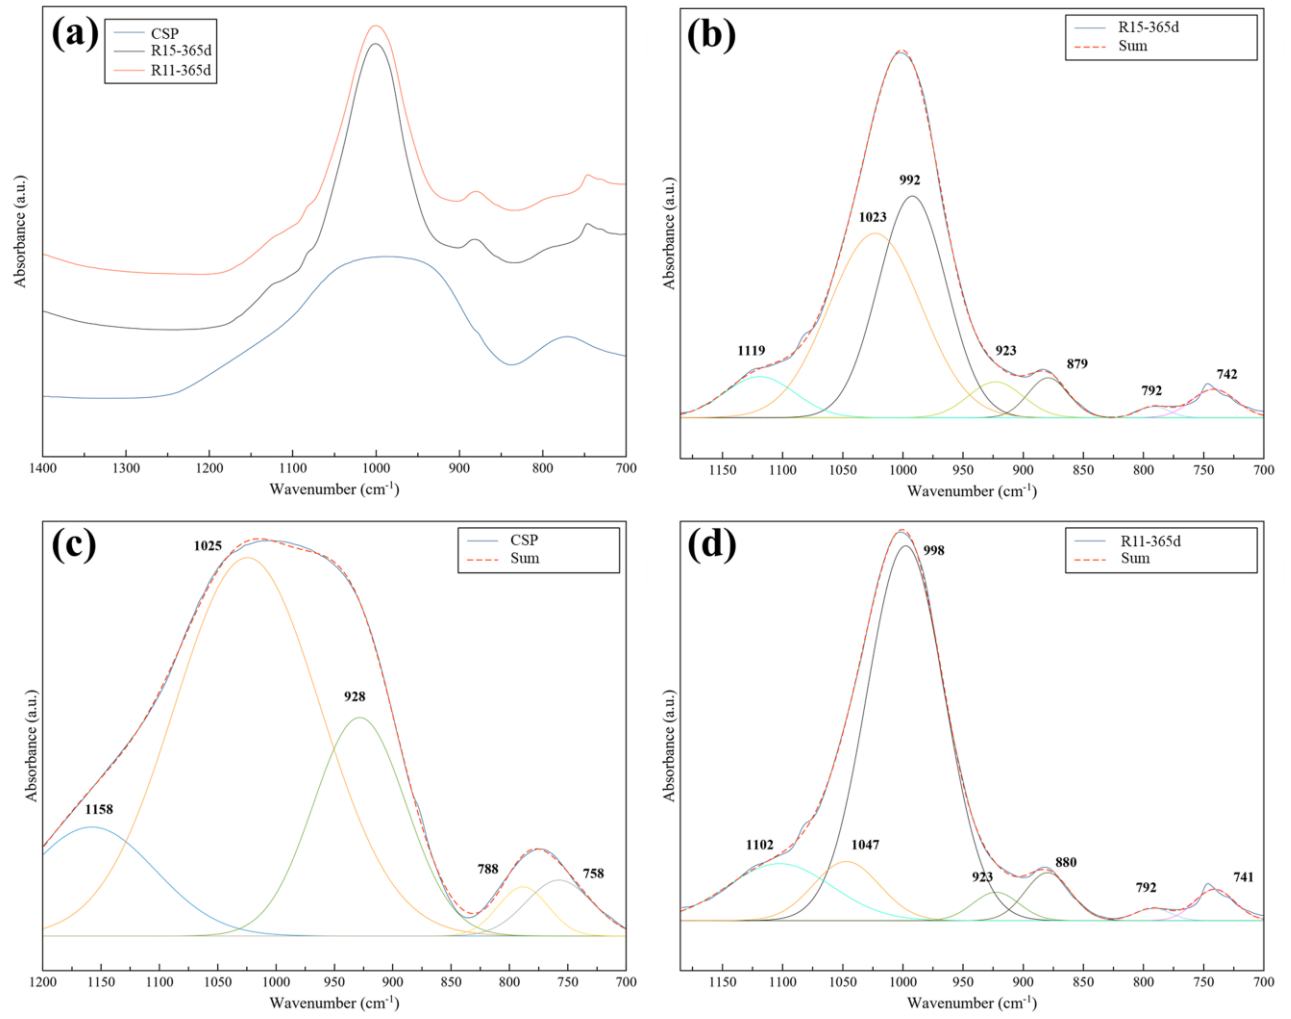 (a)
CSP
R15-365d
R11-365d
Absorbance (a.u.)
1400 1300 1200 1100 1000 900 800 700
Wavenumber (cm-1)
(b)
R15-365d
Sum
992
1023
1119
923
879
792
742
Absorbance (a.u.)
1150 1100 1050 1000 950 900 850 800 750 700
Wavenumber (cm-1)
(c)
CSP
Sum
1025
928
1158
788
758
Absorbance (a.u.)
1200 1150 1100 1050 1000 950 900 850 800 750 700
Wavenumber (cm-1)
(d)
R11-365d
Sum
998
1102
1047
923
880
792
741
Absorbance (a.u.)
1150 1100 1050 1000 950 900 850 800 750 700
Wavenumber (cm-1)